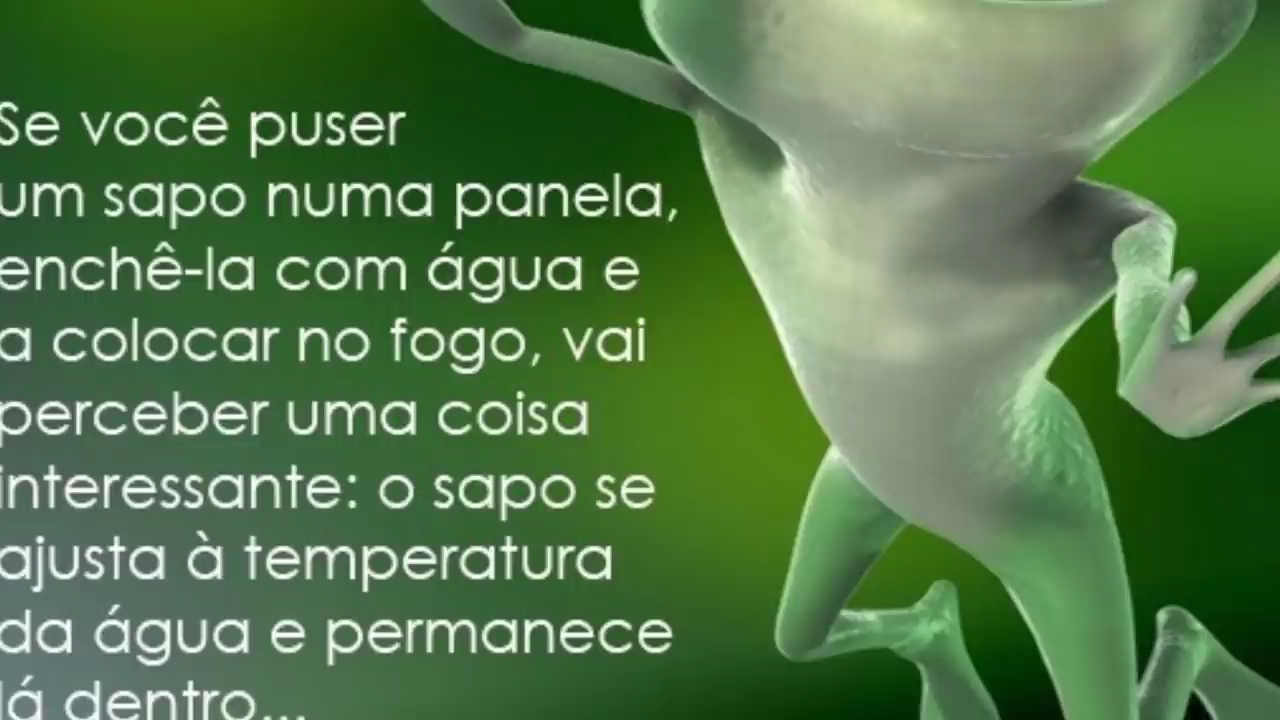 Se você puser
um sapo numa panela,
enchê-la com água e
a colocar no fogo, vai
perceber uma coisa
interessante: o sapo se
ajusta à temperatura
da água e permanece
lá dentro...